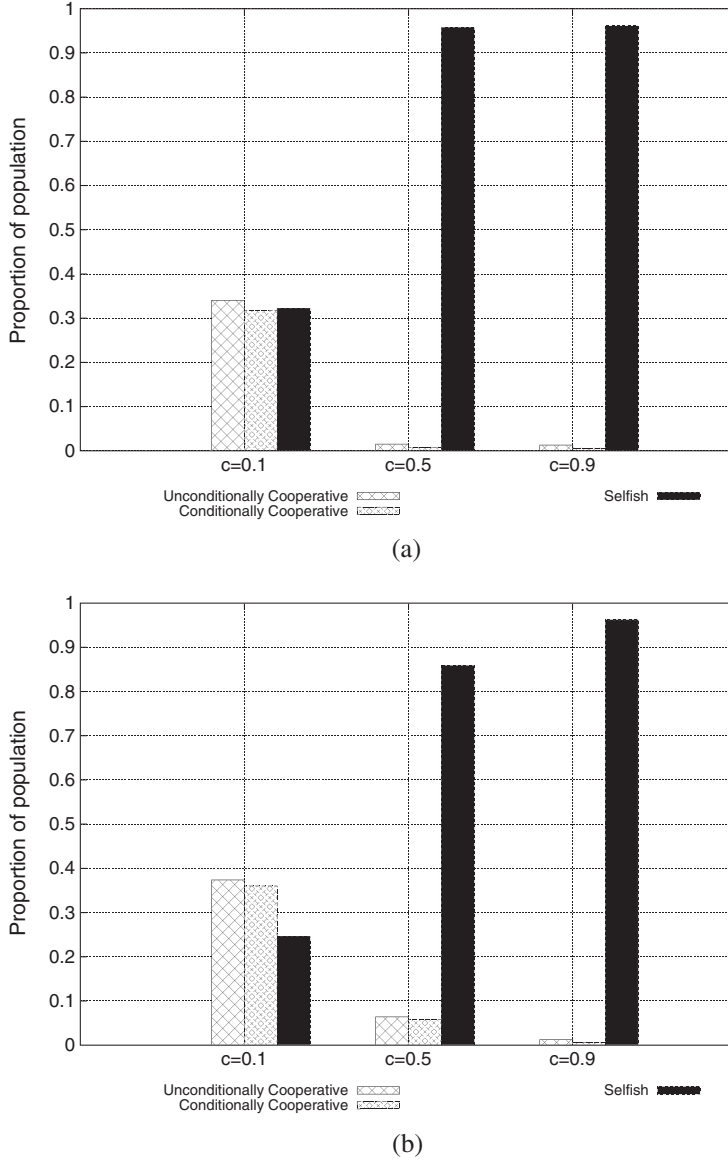 1
0.9
0.8
0.7
0.6
0.5
0.4
0.3
0.2
0.1
0
Proportion of population
c=0.1 c=0.5 c=0.9
Unconditionally Cooperative Selfish
Conditionally Cooperative
(a)
1
0.9
0.8
0.7
0.6
0.5
0.4
0.3
0.2
0.1
0
Proportion of population
c=0.1 c=0.5 c=0.9
Unconditionally Cooperative Selfish
Conditionally Cooperative
(b)